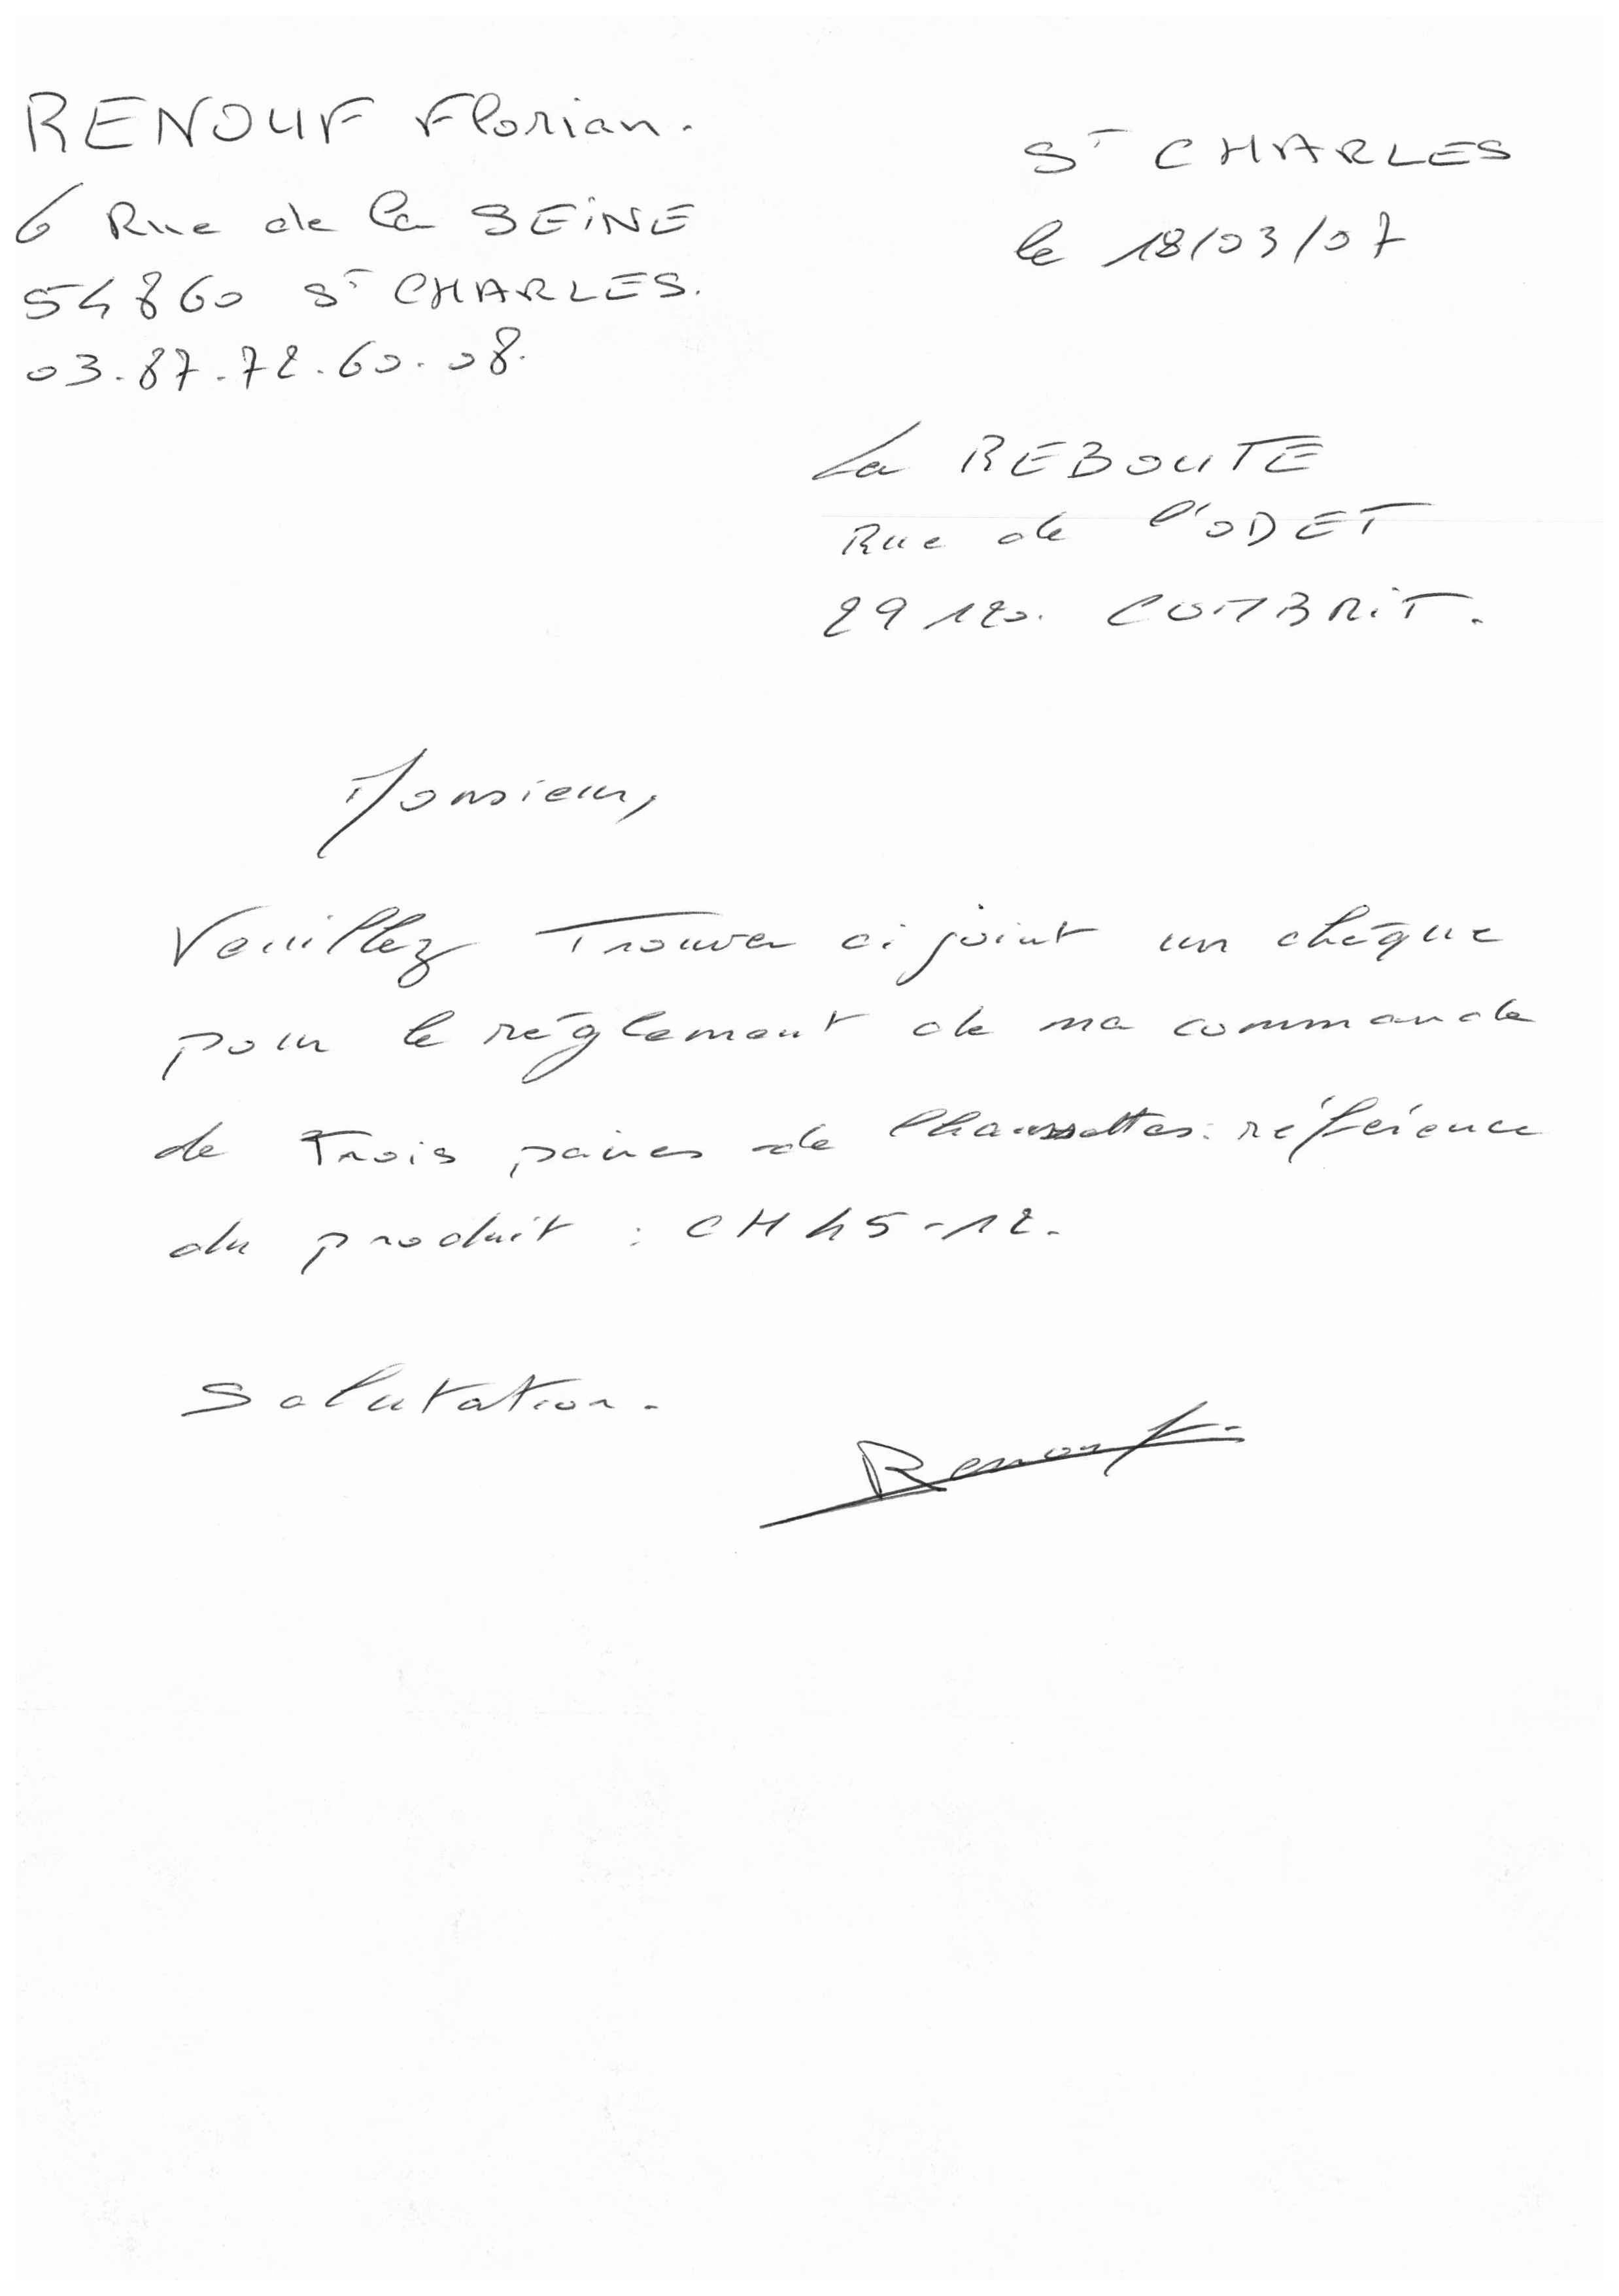 RENOUF Florian.
6 Rue de la SEINE
54860 ST CHARLES.
03.87.72.60.08.
ST CHARLES
le 18/03/07
La REBOUTE
Rue de l'ODET
29120. COMBRIT.
Monsieur,
Veuillez Trouver ci joint un chèque
pour le réglement de ma commande
de Trois paires de Chaussettes: référence
du produit : CH45-12.
Salutation.
Renouf.